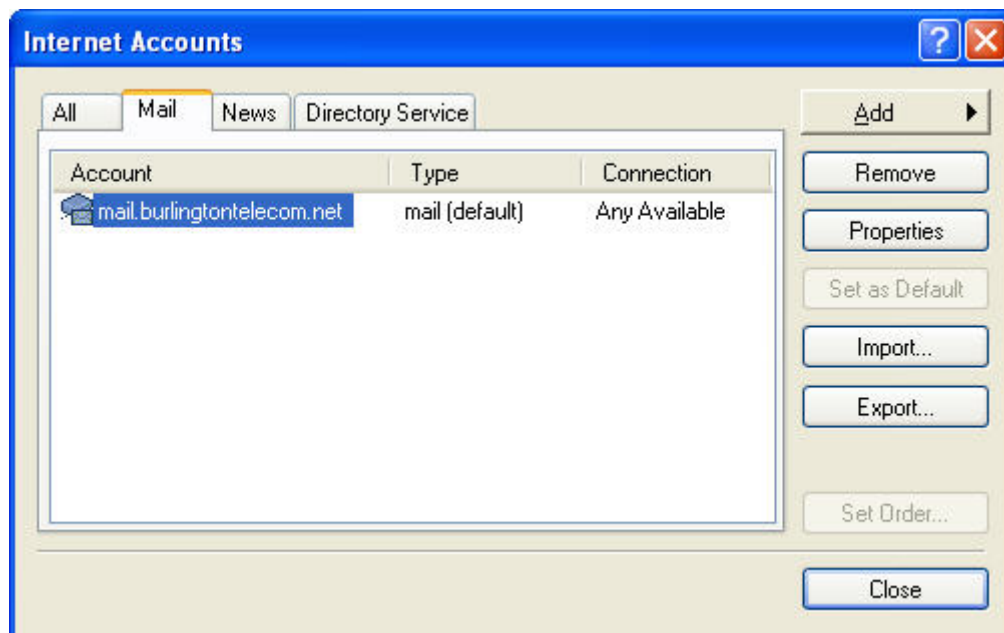 Internet Accounts
All Mail News Directory Service
Add
Account Type Connection
Remove
mail.burlingtontelecom.net mail (default) Any Available
Properties
Set as Default
Import...
Export...
Set Order...
Close